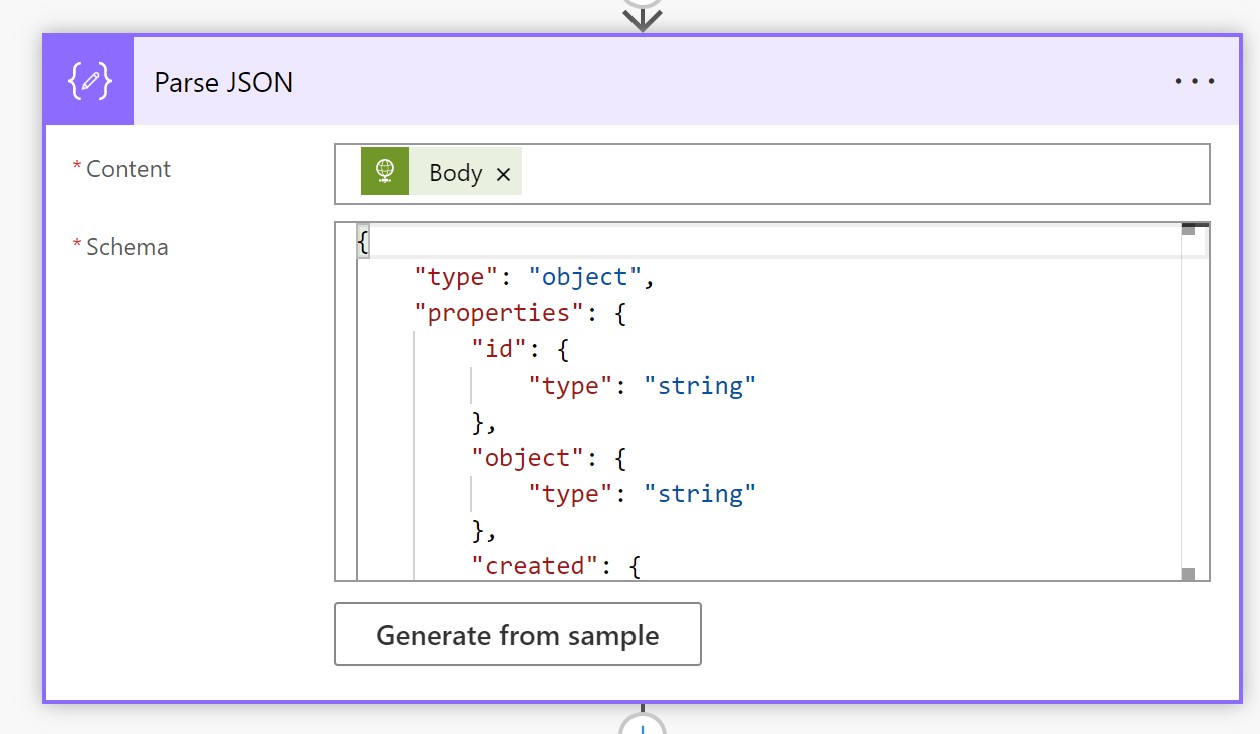 Parse JSON
* Content
Body
* Schema
{
"type": "object",
"properties": {
"id": {
"type": "string"
},
"object": {
"type": "string"
},
"created": {
Generate from sample